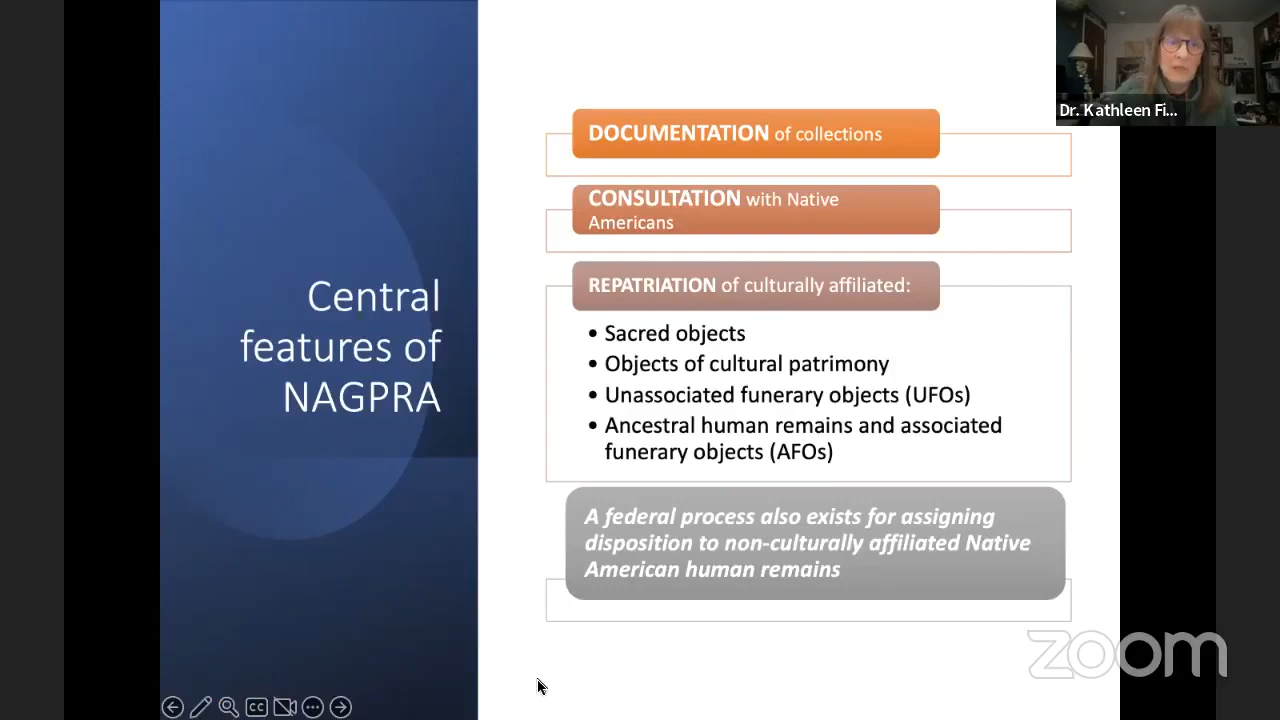 Dr. Kathleen Fi...
Central
features of
NAGPRA
DOCUMENTATION of collections
CONSULTATION with Native
Americans
REPATRIATION of culturally affiliated:
• Sacred objects
• Objects of cultural patrimony
• Unassociated funerary objects (UFOs)
• Ancestral human remains and associated
funerary objects (AFOs)
A federal process also exists for assigning
disposition to non-culturally affiliated Native
American human remains
zoom
CC